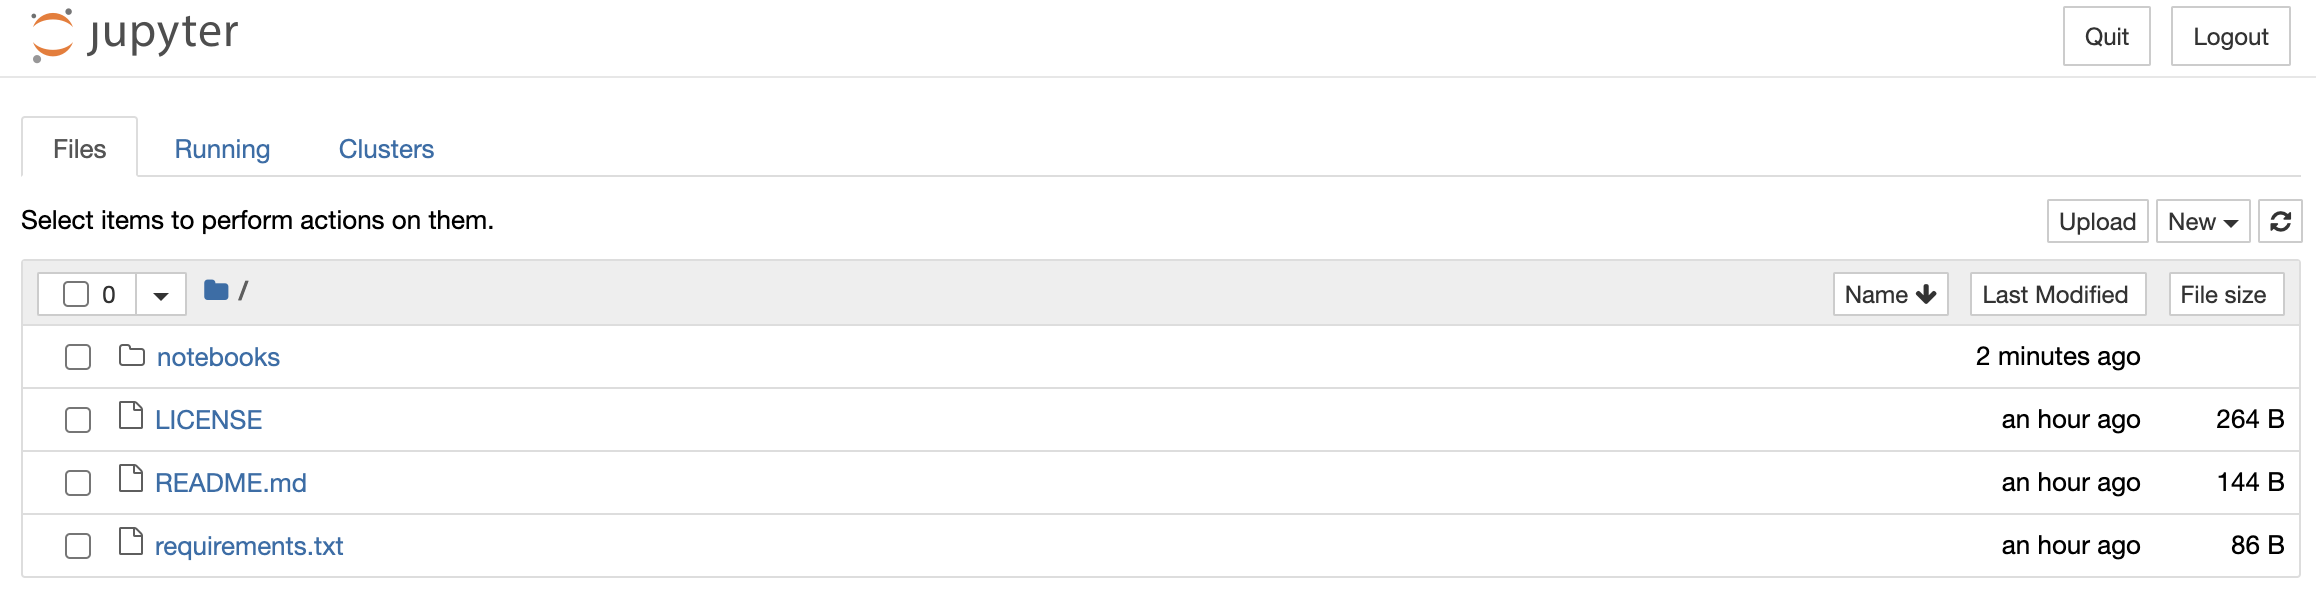 jupyter
Quit
Logout
Files
Running
Clusters
Select items to perform actions on them.
Upload
New
0
/
Name
Last Modified
File size
notebooks
2 minutes ago
LICENSE
an hour ago
264 B
README.md
an hour ago
144 B
requirements.txt
an hour ago
86 B